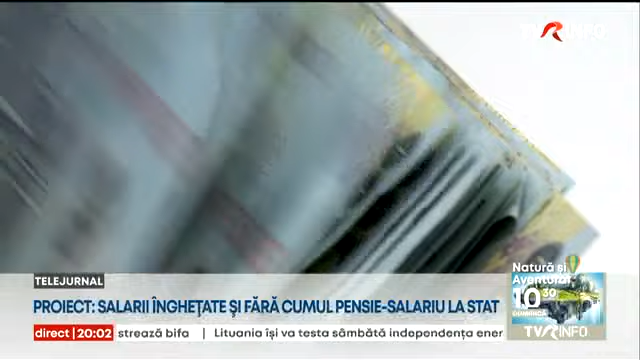 TVR INFO
TELEJURNAL
PROIECT: SALARII ÎNGHEȚATE ȘI FĂRĂ CUMUL PENSIE-SALARIU LA STAT
direct 20:02 strează bifa | Lituania își va testa sâmbătă independența ener
Natură și
Aventură
10:30
DUMINICĂ
TVR INFO